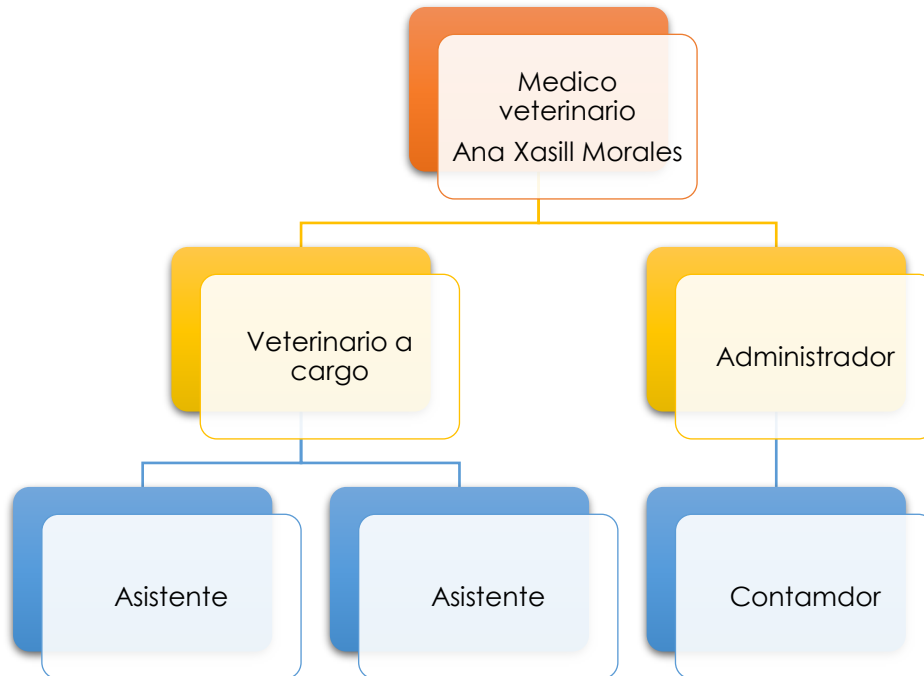 Medico
veterinario
Ana Xasill Morales
Veterinario a
cargo
Administrador
Asistente
Asistente
Contamdor